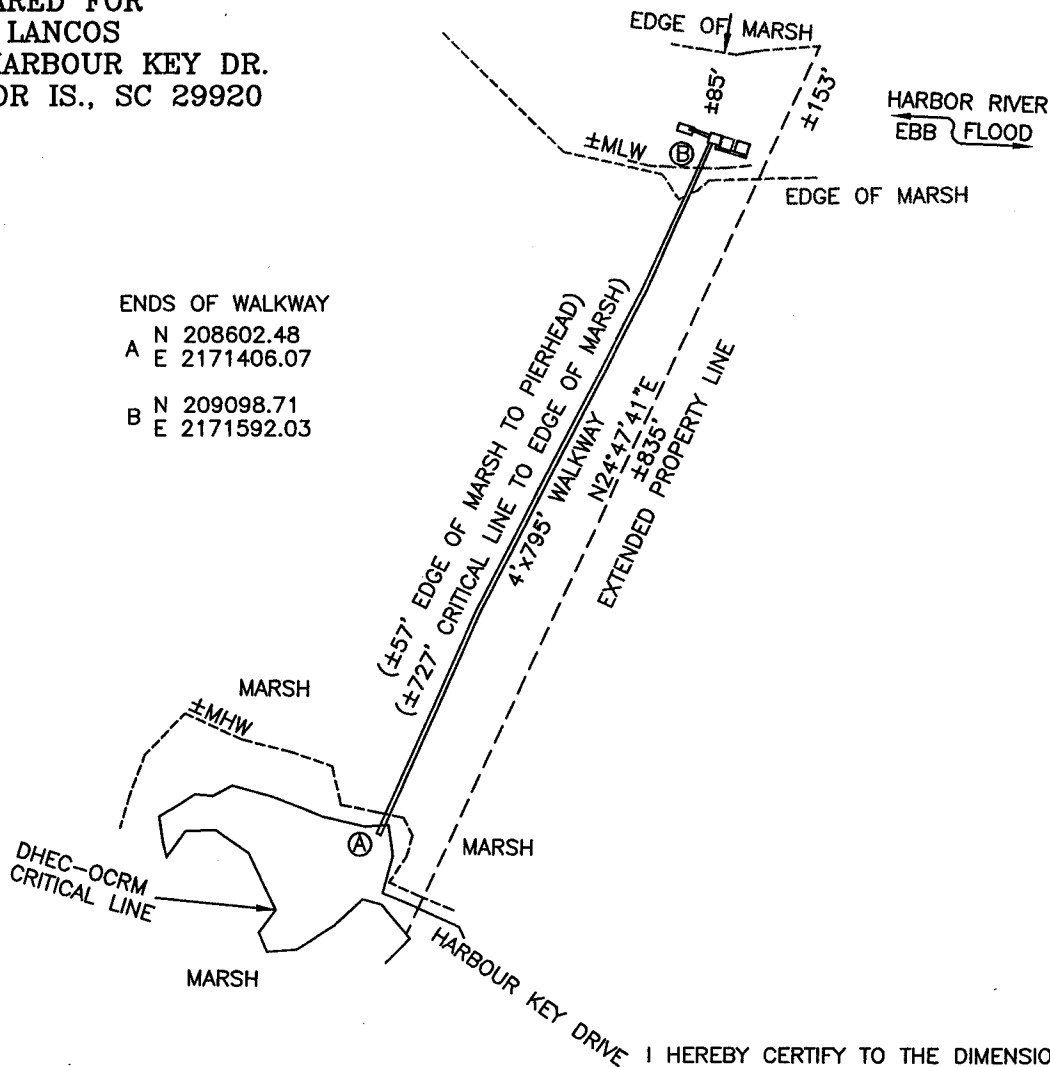 LANCOS
HARBOUR KEY DR.
IS., SC 29920
EDGE OF MARSH
±85'
±153'
HARBOR RIVER
EBB FLOOD
±MLW
B
EDGE OF MARSH
ENDS OF WALKWAY
A N 208602.48
E 2171406.07
B N 209098.71
E 2171592.03
(±57' EDGE OF MARSH TO PIERHEAD)
(±727' CRITICAL LINE TO EDGE OF MARSH)
4'x795' WALKWAY
N24°47'41"E
±835'
EXTENDED PROPERTY LINE
MARSH
±MHW
A
MARSH
DHEC-OCRM
CRITICAL LINE
MARSH
HARBOUR KEY DRIVE
I HEREBY CERTIFY TO THE